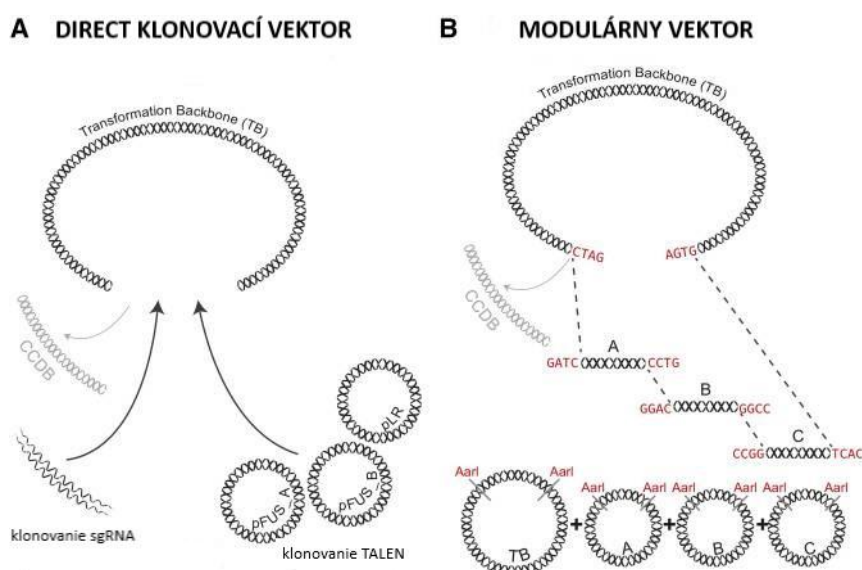 A DIRECT KLONOVACÍ VEKTOR
Transformation Backbone (TB)
CCDB
pLR
pFUS_B
pFUS_A
klonovanie sgRNA
klonovanie TALEN
B MODULÁRNY VEKTOR
Transformation Backbone (TB)
CTAG AGTG
CCDB
A
GATC CCTG
B
GGAC GGCC
C
CCGG TCAC
AarI AarI AarI AarI AarI AarI AarI AarI
TB + A + B + C